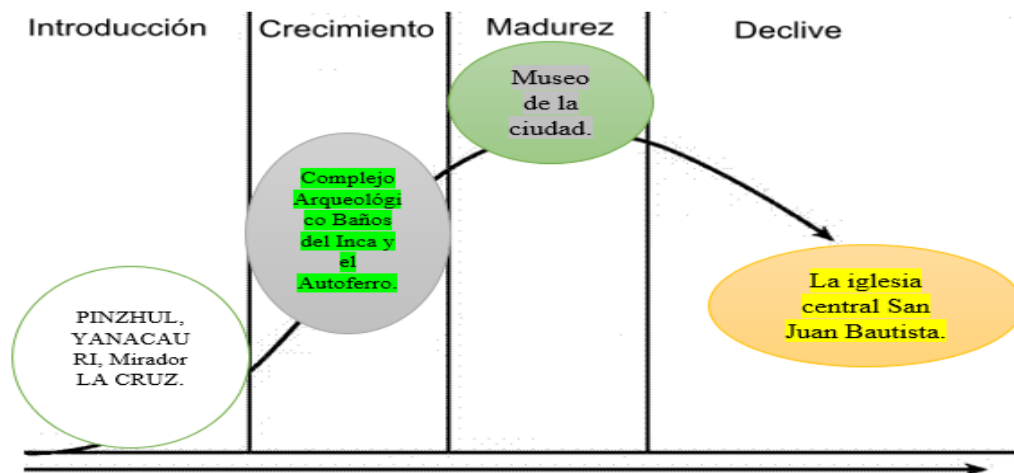 Introducción
Crecimiento
Madurez
Declive
Museo
de la
ciudad.
Complejo
Arqueológi
co Baños
del Inca y
el
Autoferro.
La iglesia
central San
Juan Bautista.
PINZHUL,
YANACAU
RI, Mirador
LA CRUZ.